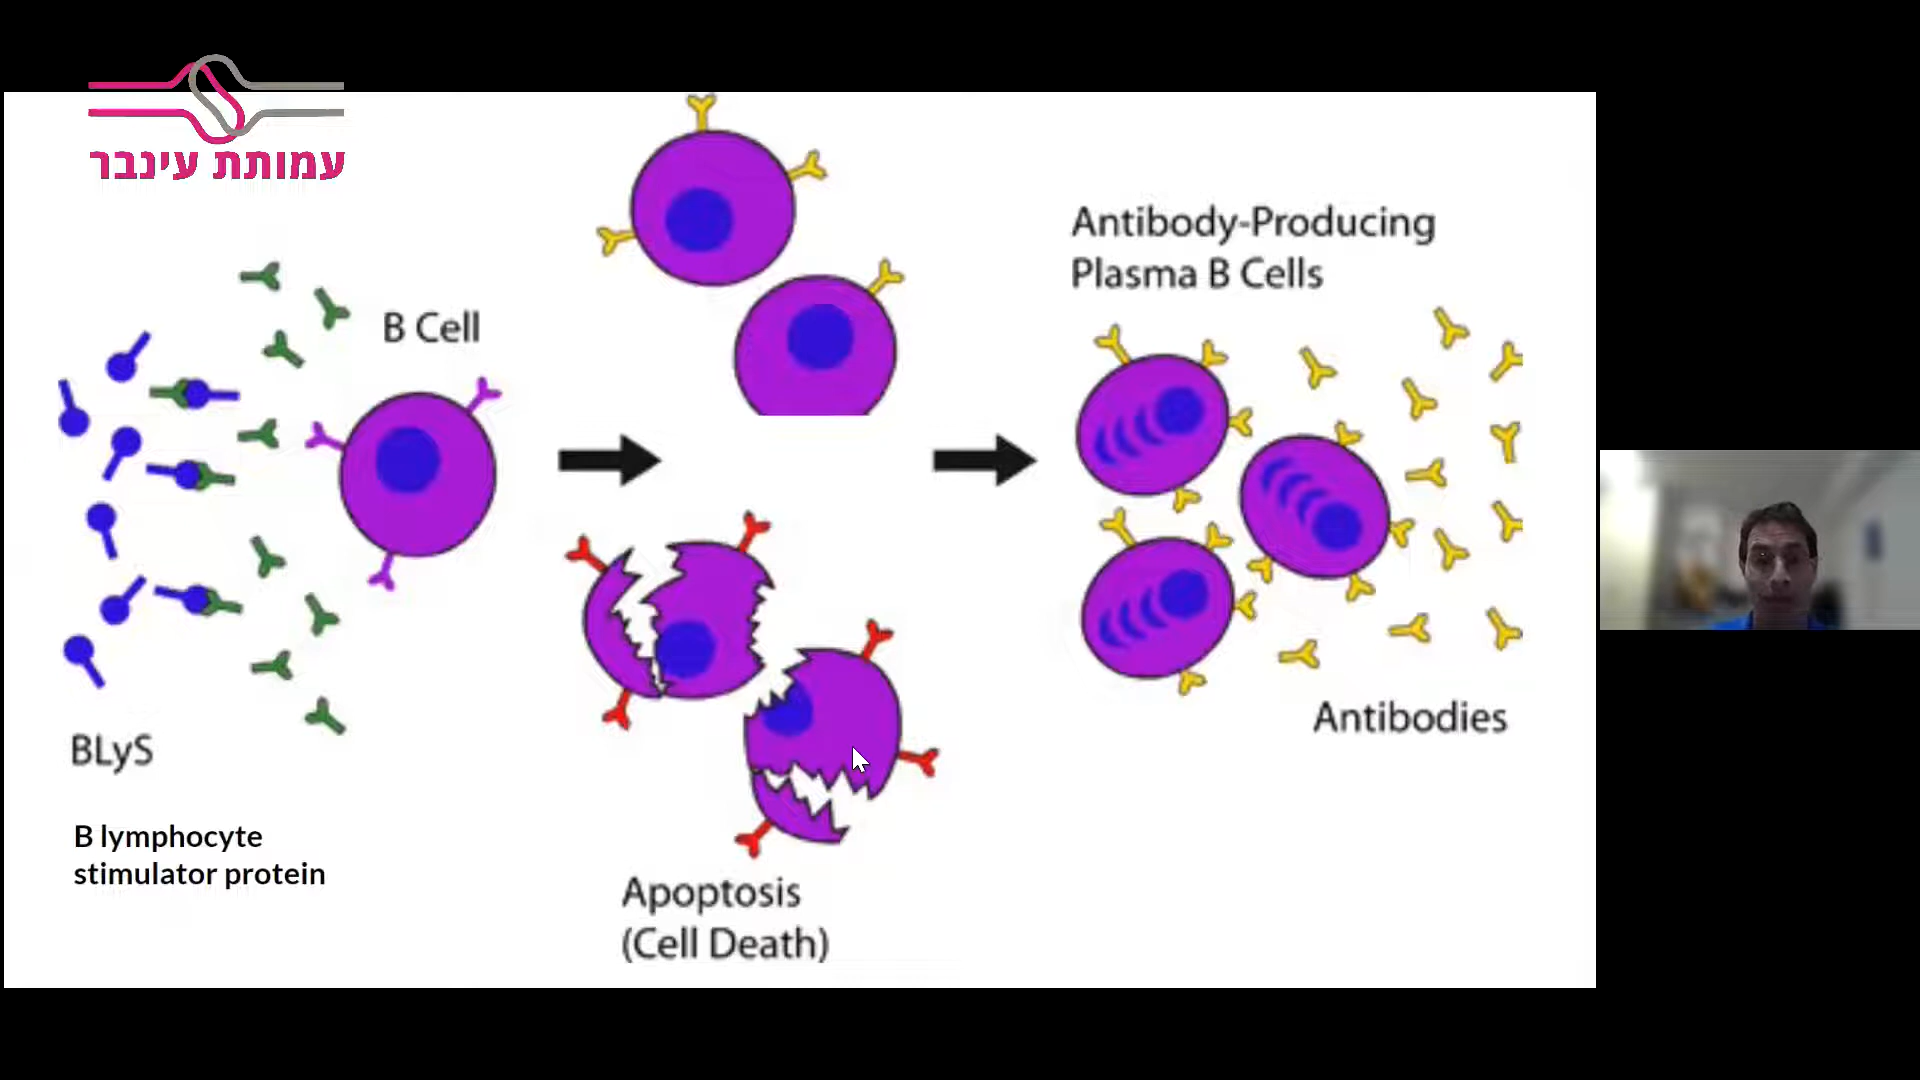 עמותת עינבר
B Cell
BLyS
B lymphocyte
stimulator protein
Apoptosis
(Cell Death)
Antibody-Producing
Plasma B Cells
Antibodies